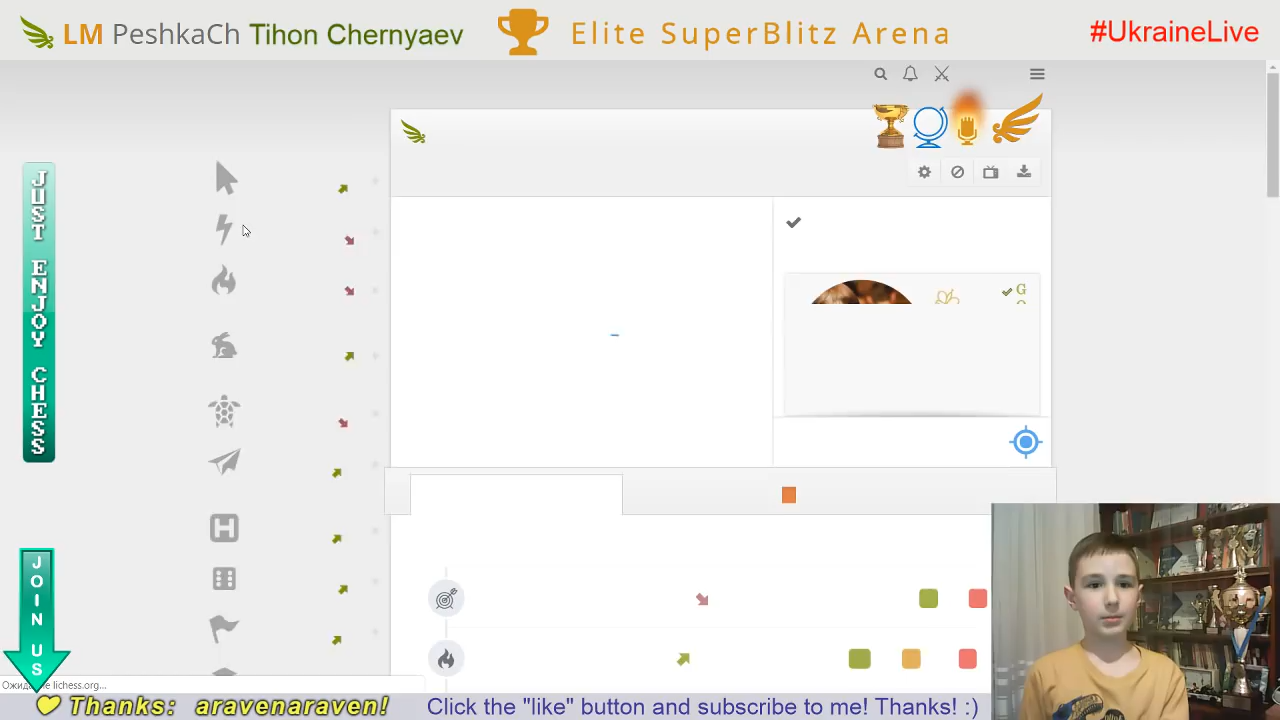 LM PeshkaCh Tihon Chernyaev
Elite SuperBlitz Arena
#UkraineLive
JUST ENJOY CHESS
G
JOIN US
lichess.org...
Thanks: aravenaraven!
Click the "like" button and subscribe to me! Thanks! :)